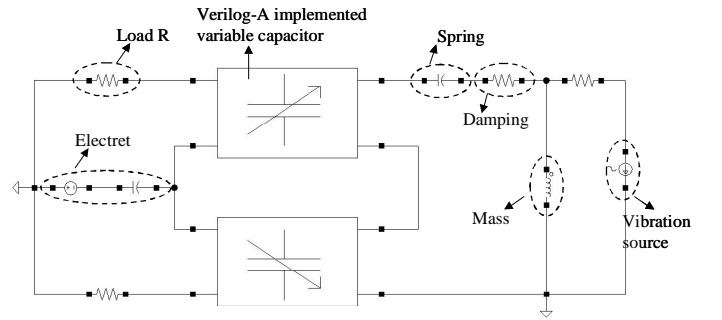 Verilog-A implemented
variable capacitor
Load R
Spring
Damping
Electret
Mass
Vibration
source